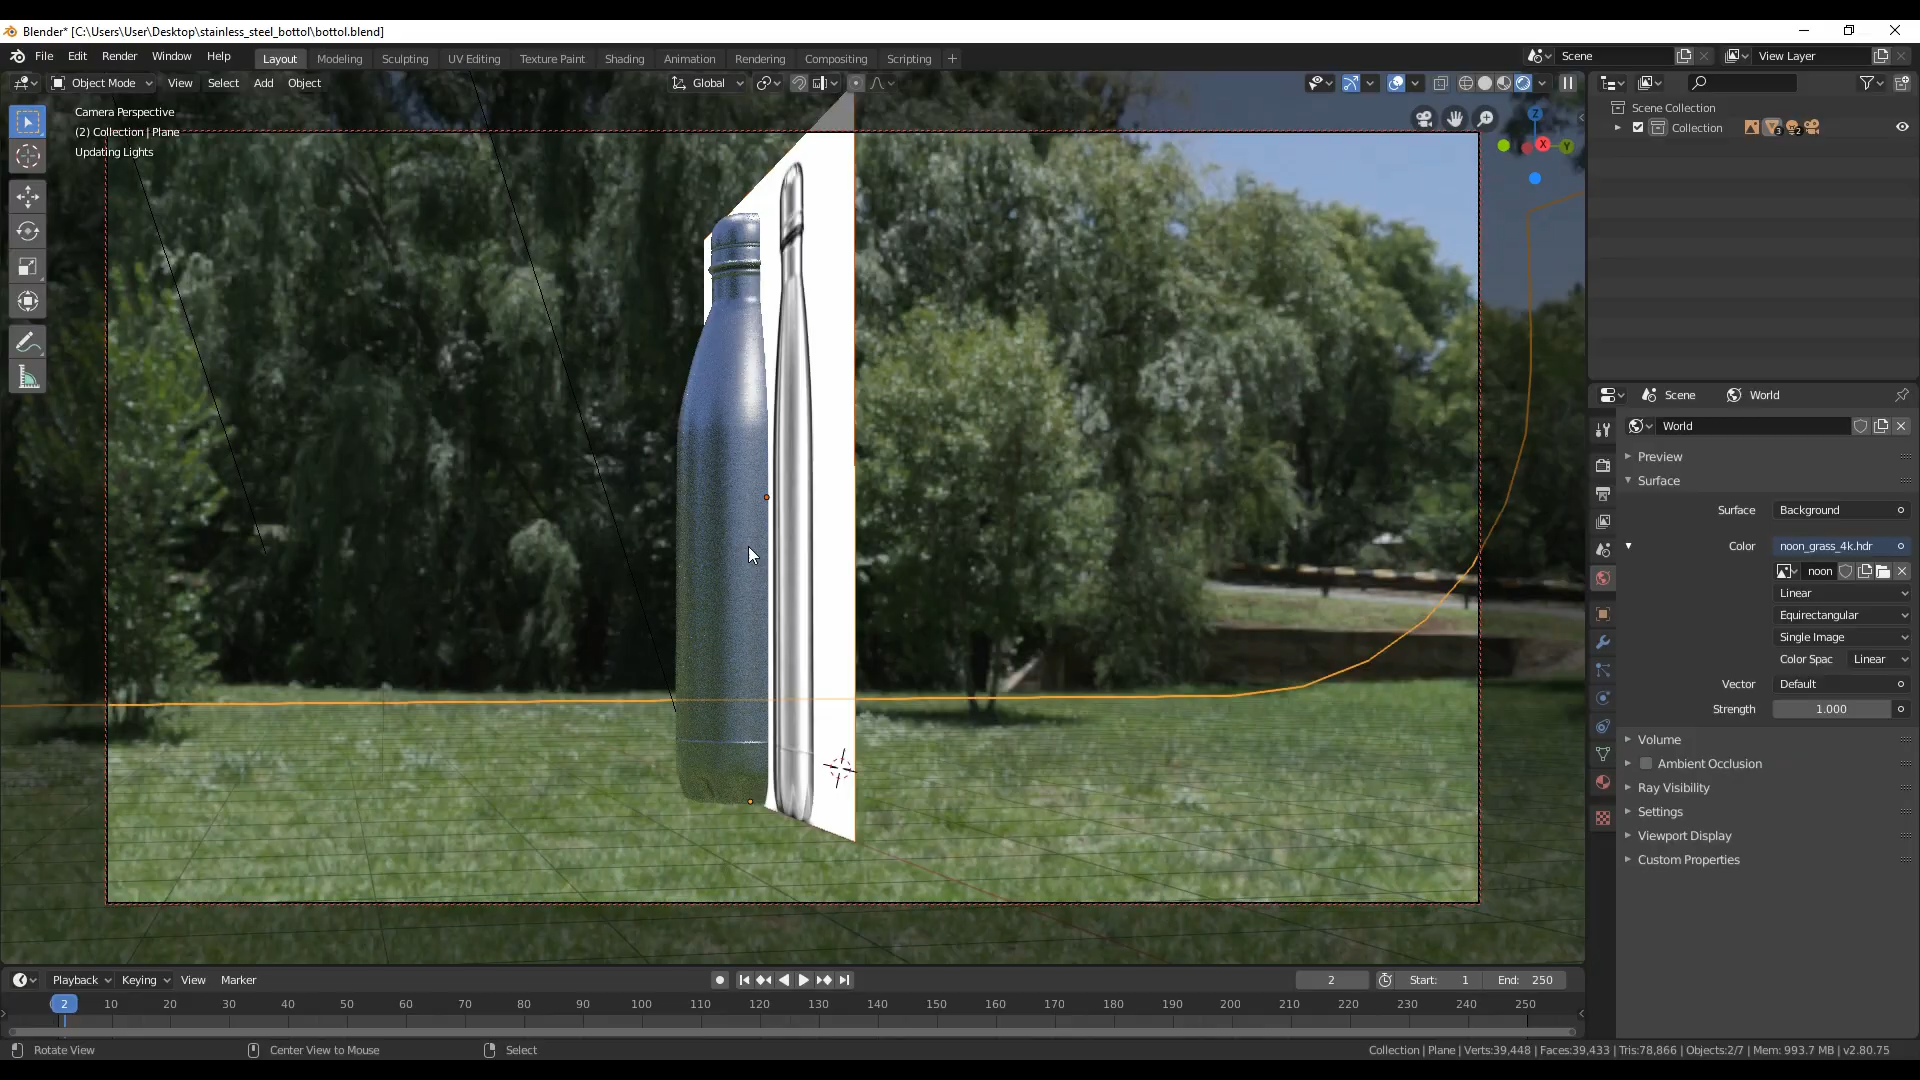 Blender* [C:\Users\User\Desktop\stainless_steel_bottol\bottol.blend]
File Edit Render Window Help Layout Modeling Sculpting UV Editing Texture Paint Shading Animation Rendering Compositing Scripting + Scene View Layer
Object Mode View Select Add Object Global
Camera Perspective
(2) Collection | Plane
Updating Lights
Z
X
Y
Scene Collection
Collection
3
2
Scene World
World
Preview
Surface
Surface Background
Color noon_grass_4k.hdr
noon
Linear
Equirectangular
Single Image
Color Spac Linear
Vector Default
Strength 1.000
Volume
Ambient Occlusion
Ray Visibility
Settings
Viewport Display
Custom Properties
Playback Keying View Marker 2 Start: 1 End: 250
2 10 20 30 40 50 60 70 80 90 100 110 120 130 140 150 160 170 180 190 200 210 220 230 240 250
Rotate View Center View to Mouse Select Collection | Plane | Verts:39,448 | Faces:39,433 | Tris:78,866 | Objects:2/7 | Mem: 993.7 MB | v2.80.75